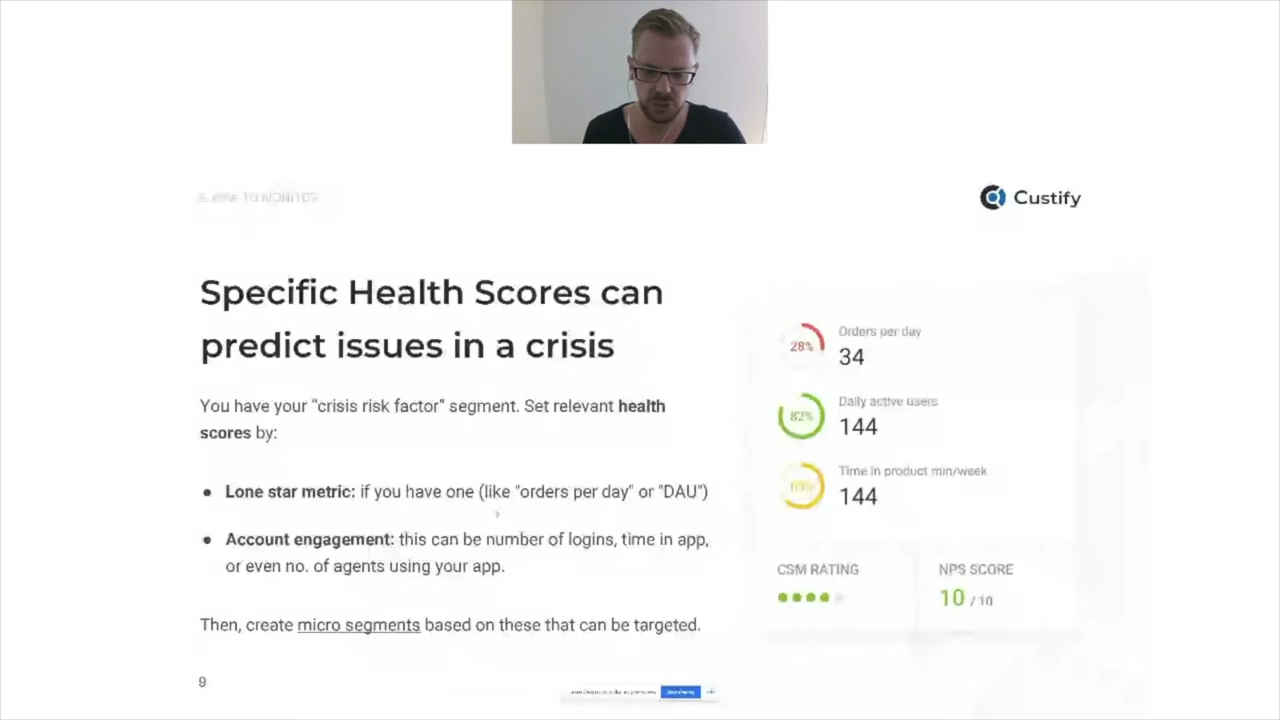 TO MONITOR
Custify
Specific Health Scores can
predict issues in a crisis
You have your “crisis risk factor” segment. Set relevant health
scores by:
● Lone star metric: if you have one (like "orders per day" or "DAU")
● Account engagement: this can be number of logins, time in app,
or even no. of agents using your app.
Then, create micro segments based on these that can be targeted.
9
28%
Orders per day
34
82%
Daily active users
144
Time in product min/week
144
CSM RATING
NPS SCORE
10 / 10